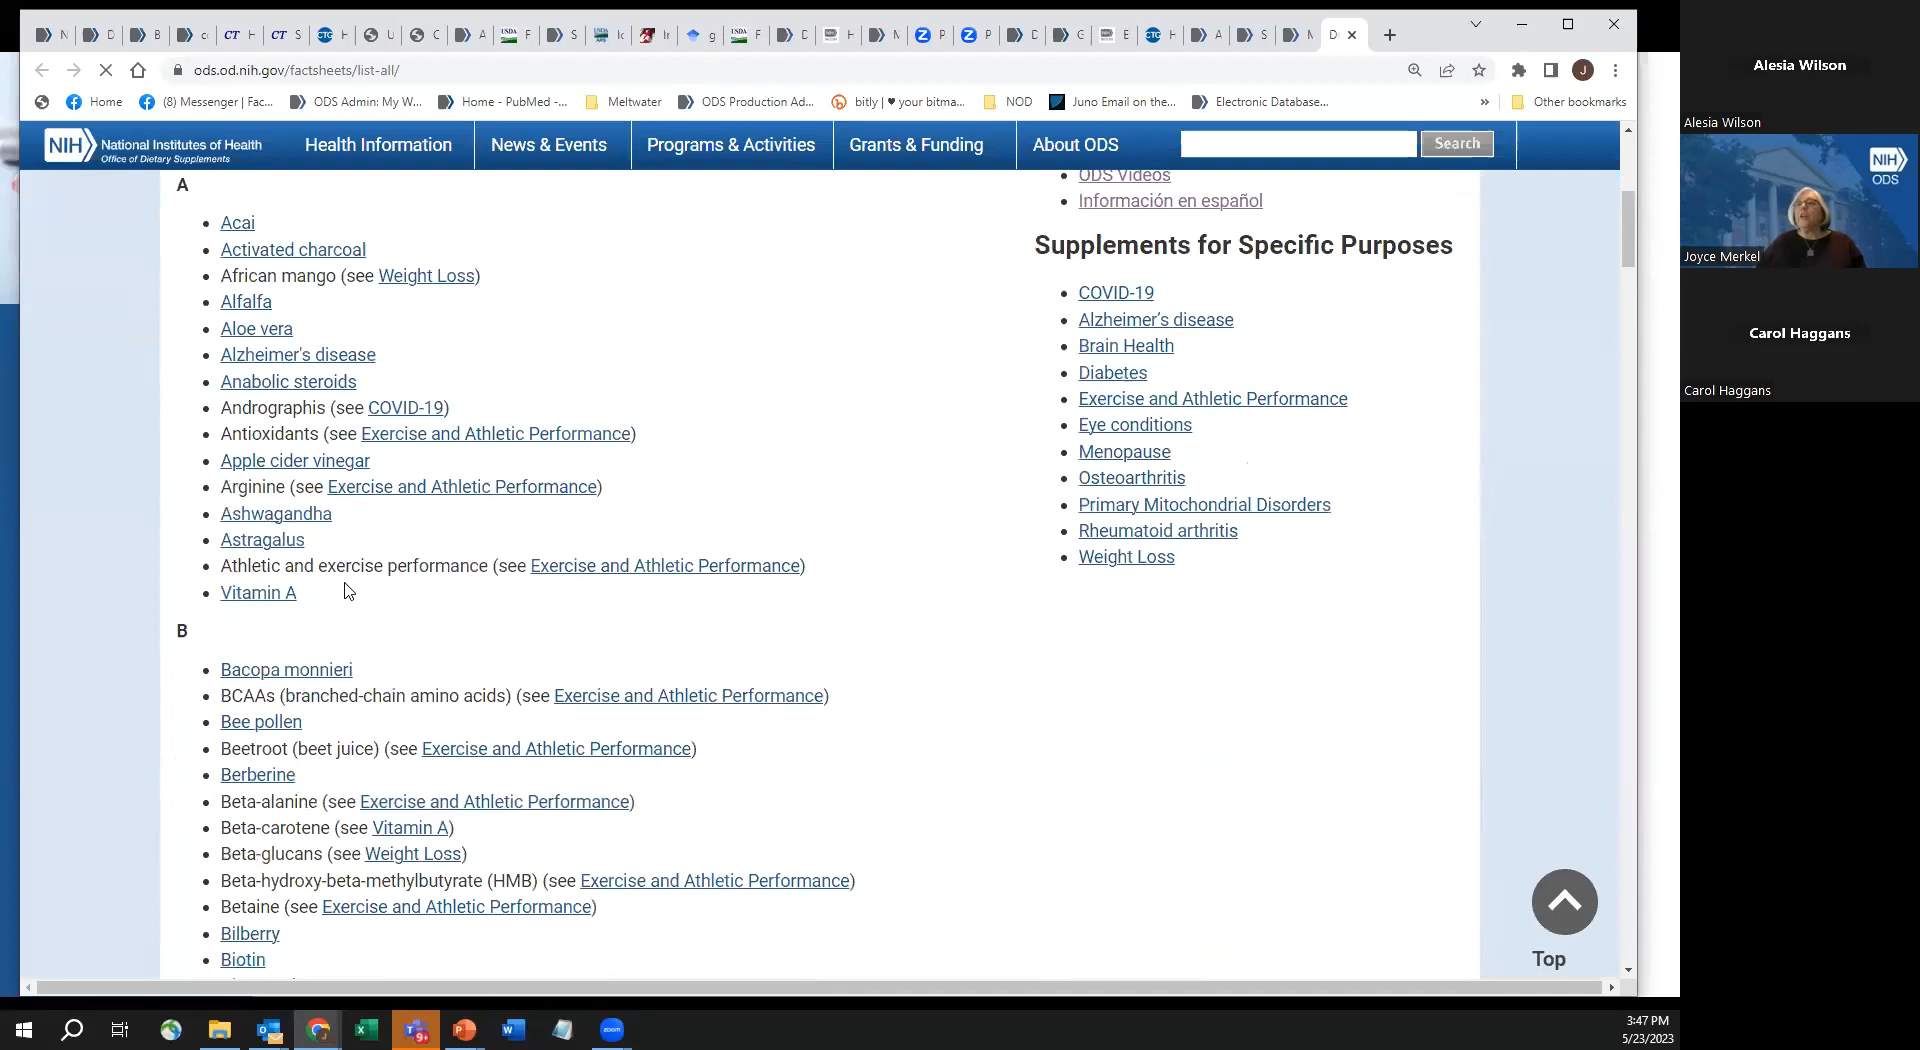 N
D
B
c
CT H
CT S
H
U
C
A
F
S
Ic
Ir
g
F
D
H
M
P
P
D
G
E
H
A
S
M
D
ods.od.nih.gov/factsheets/list-all/
J
Home
(8) Messenger | Fac...
ODS Admin: My W...
Home - PubMed -...
Meltwater
ODS Production Ad...
bitly | ♥ your bitma...
NOD
Juno Email on the...
Electronic Database...
»
Other bookmarks
NIH National Institutes of Health
Office of Dietary Supplements
Health Information
News & Events
Programs & Activities
Grants & Funding
About ODS
Search
A
Acai
Activated charcoal
African mango (see Weight Loss)
Alfalfa
Aloe vera
Alzheimer's disease
Anabolic steroids
Andrographis (see COVID-19)
Antioxidants (see Exercise and Athletic Performance)
Apple cider vinegar
Arginine (see Exercise and Athletic Performance)
Ashwagandha
Astragalus
Athletic and exercise performance (see Exercise and Athletic Performance)
Vitamin A
B
Bacopa monnieri
BCAAs (branched-chain amino acids) (see Exercise and Athletic Performance)
Bee pollen
Beetroot (beet juice) (see Exercise and Athletic Performance)
Berberine
Beta-alanine (see Exercise and Athletic Performance)
Beta-carotene (see Vitamin A)
Beta-glucans (see Weight Loss)
Beta-hydroxy-beta-methylbutyrate (HMB) (see Exercise and Athletic Performance)
Betaine (see Exercise and Athletic Performance)
Bilberry
Biotin
ODS Videos
Información en español
Supplements for Specific Purposes
COVID-19
Alzheimer’s disease
Brain Health
Diabetes
Exercise and Athletic Performance
Eye conditions
Menopause
Osteoarthritis
Primary Mitochondrial Disorders
Rheumatoid arthritis
Weight Loss
Top
Alesia Wilson
Alesia Wilson
NIH
ODS
Joyce Merkel
Carol Haggans
Carol Haggans
9+
zoom
3:47 PM
5/23/2023